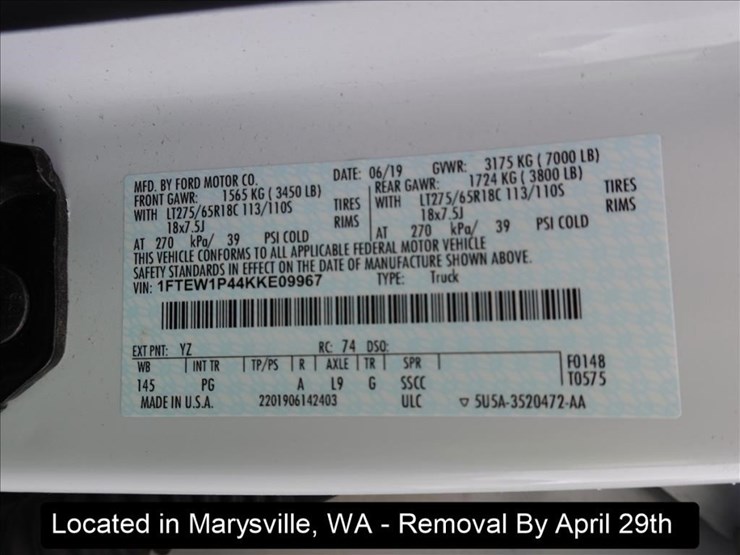 MFD. BY FORD MOTOR CO.
DATE: 06/19 GVWR: 3175 KG ( 7000 LB)
FRONT GAWR: 1565 KG ( 3450 LB)
WITH LT275/65R18C 113/110S TIRES
18x7.5J RIMS
AT 270 kPa/ 39 PSI COLD
REAR GAWR: 1724 KG ( 3800 LB)
WITH LT275/65R18C 113/110S TIRES
18x7.5J RIMS
AT 270 kPa/ 39 PSI COLD
THIS VEHICLE CONFORMS TO ALL APPLICABLE FEDERAL MOTOR VEHICLE
SAFETY STANDARDS IN EFFECT ON THE DATE OF MANUFACTURE SHOWN ABOVE.
VIN: 1FTEW1P44KKE09967 TYPE: Truck
EXT PNT: YZ RC: 74 DSO:
WB INT TR TP/PS R AXLE TR SPR F0148
145 PG A L9 G SSCC T0575
MADE IN U.S.A. 2201906142403 ULC ▽ 5U5A-3520472-AA
Located in Marysville, WA - Removal By April 29th